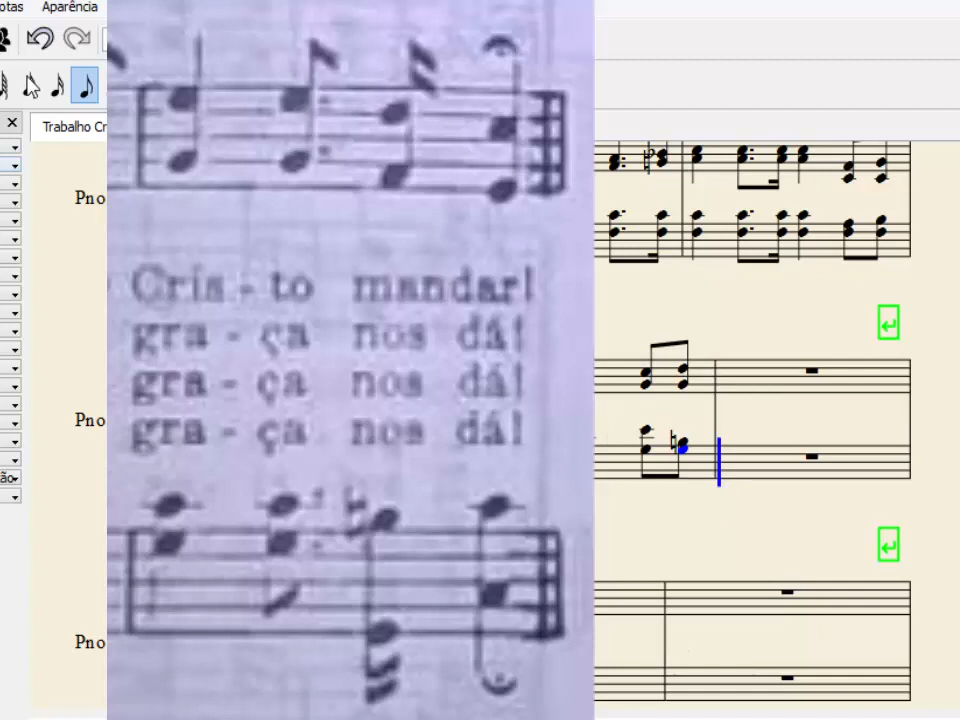 otas Aparência
Trabalho Cr
Pno
Cris - to mandar!
gra - ça nos dá!
gra - ça nos dá!
gra - ça nos dá!
Pno
ão
Pno